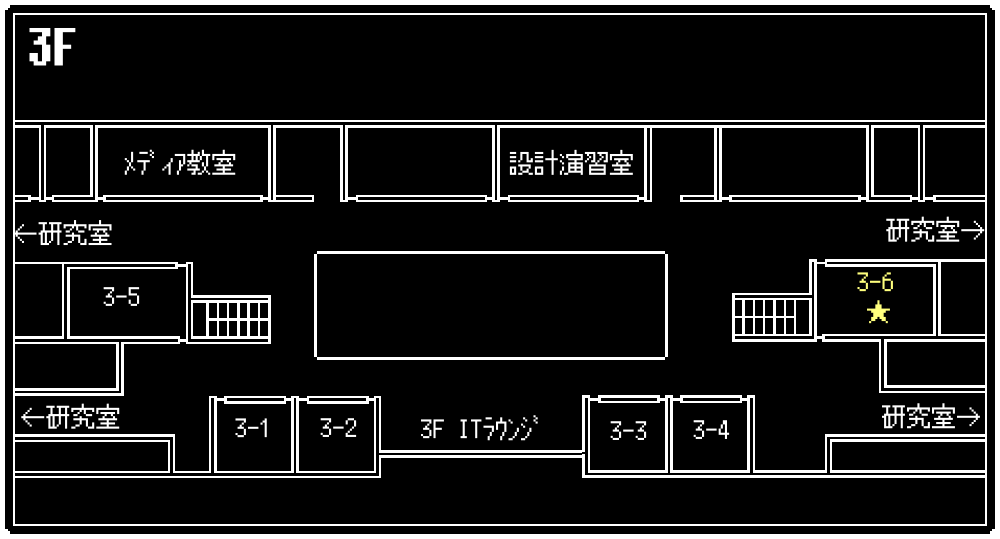 3F
メディア教室
設計演習室
←研究室
研究室→
3-5
3-6
★
←研究室
研究室→
3-1
3-2
3F ITラウンジ
3-3
3-4